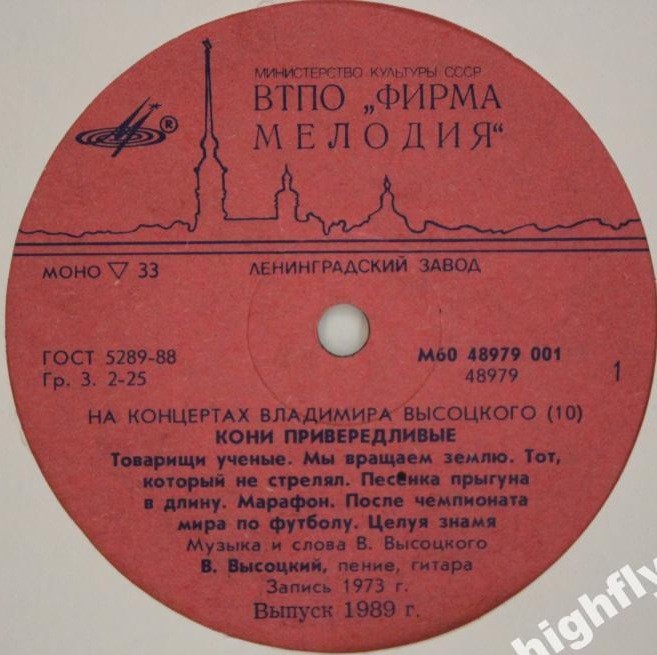 МИНИСТЕРСТВО КУЛЬТУРЫ СССР
ВТПО „ФИРМА
МЕЛОДИЯ“
®
МОНО ▽ 33 ЛЕНИНГРАДСКИЙ ЗАВОД
ГОСТ 5289-88 М60 48979 001
Гр. 3. 2-25 48979 1
НА КОНЦЕРТАХ ВЛАДИМИРА ВЫСОЦКОГО (10)
КОНИ ПРИВЕРЕДЛИВЫЕ
Товарищи ученые. Мы вращаем землю. Тот,
который не стрелял. Песенка прыгуна
в длину. Марафон. После чемпионата
мира по футболу. Целуя знамя
Музыка и слова В. Высоцкого
В. Высоцкий, пение, гитара
Запись 1973 г.
Выпуск 1989 г.
highfly